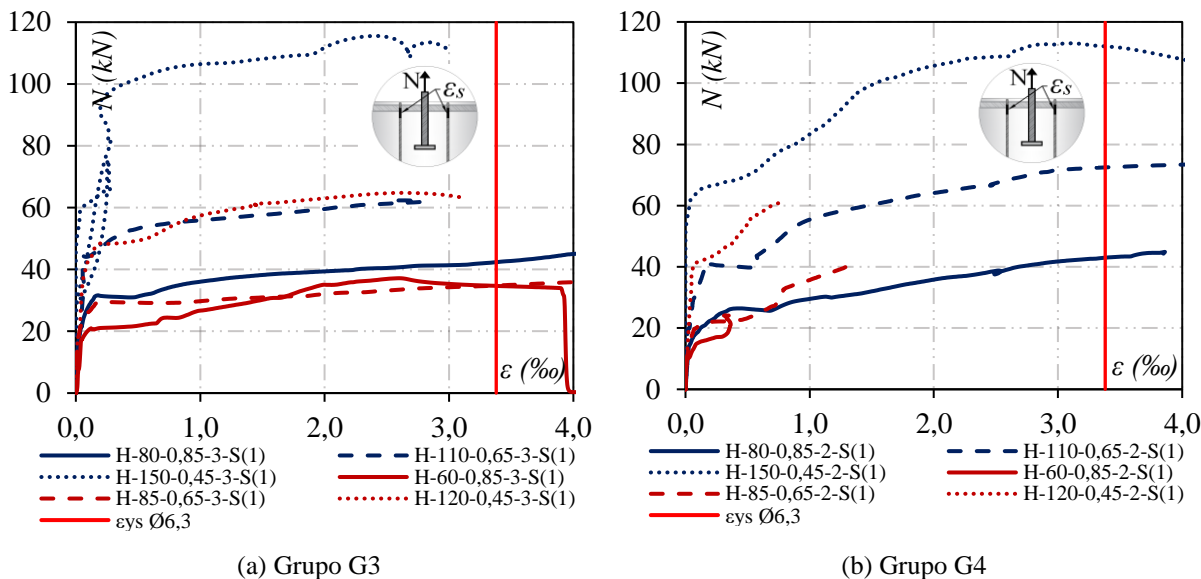 120
100
80
60
40
20
0
N (kN)
N
εs
ε (‰)
0,0
1,0
2,0
3,0
4,0
H-80-0,85-3-S(1)
H-110-0,65-3-S(1)
H-150-0,45-3-S(1)
H-60-0,85-3-S(1)
H-85-0,65-3-S(1)
H-120-0,45-3-S(1)
εys Ø6,3
(a) Grupo G3
120
100
80
60
40
20
0
N (kN)
N
εs
ε (‰)
0,0
1,0
2,0
3,0
4,0
H-80-0,85-2-S(1)
H-110-0,65-2-S(1)
H-150-0,45-2-S(1)
H-60-0,85-2-S(1)
H-85-0,65-2-S(1)
H-120-0,45-2-S(1)
εys Ø6,3
(b) Grupo G4